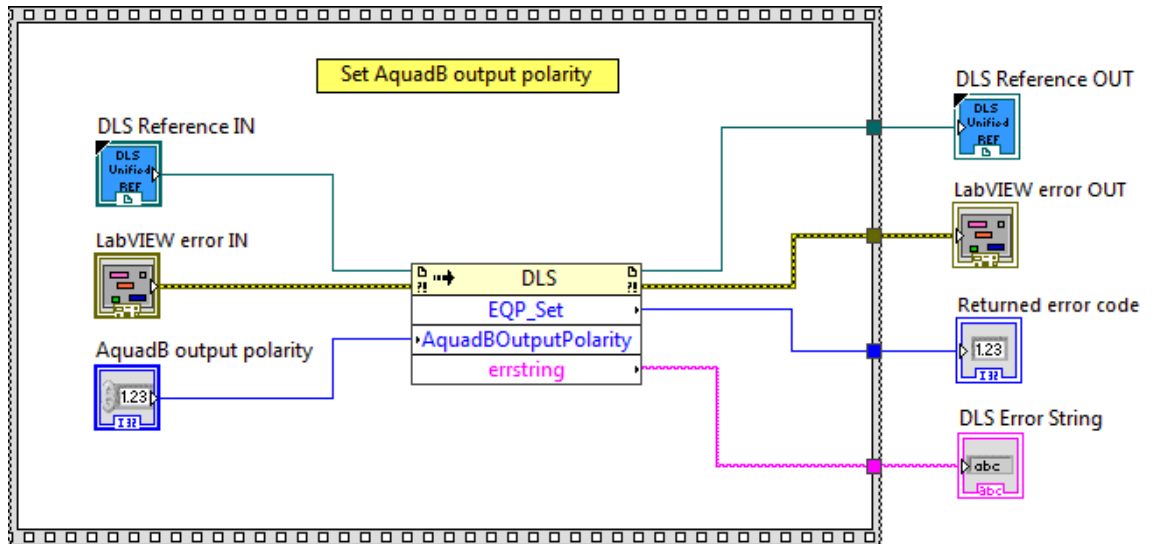 Set AquadB output polarity
DLS Reference OUT
DLS
Unified
REF
DLS Reference IN
DLS
Unified
REF
LabVIEW error OUT
LabVIEW error IN
DLS
?!
?!
EQP_Set
AquadBOutputPolarity
errstring
Returned error code
1.23
I32
AquadB output polarity
1.23
I32
DLS Error String
abc
abc